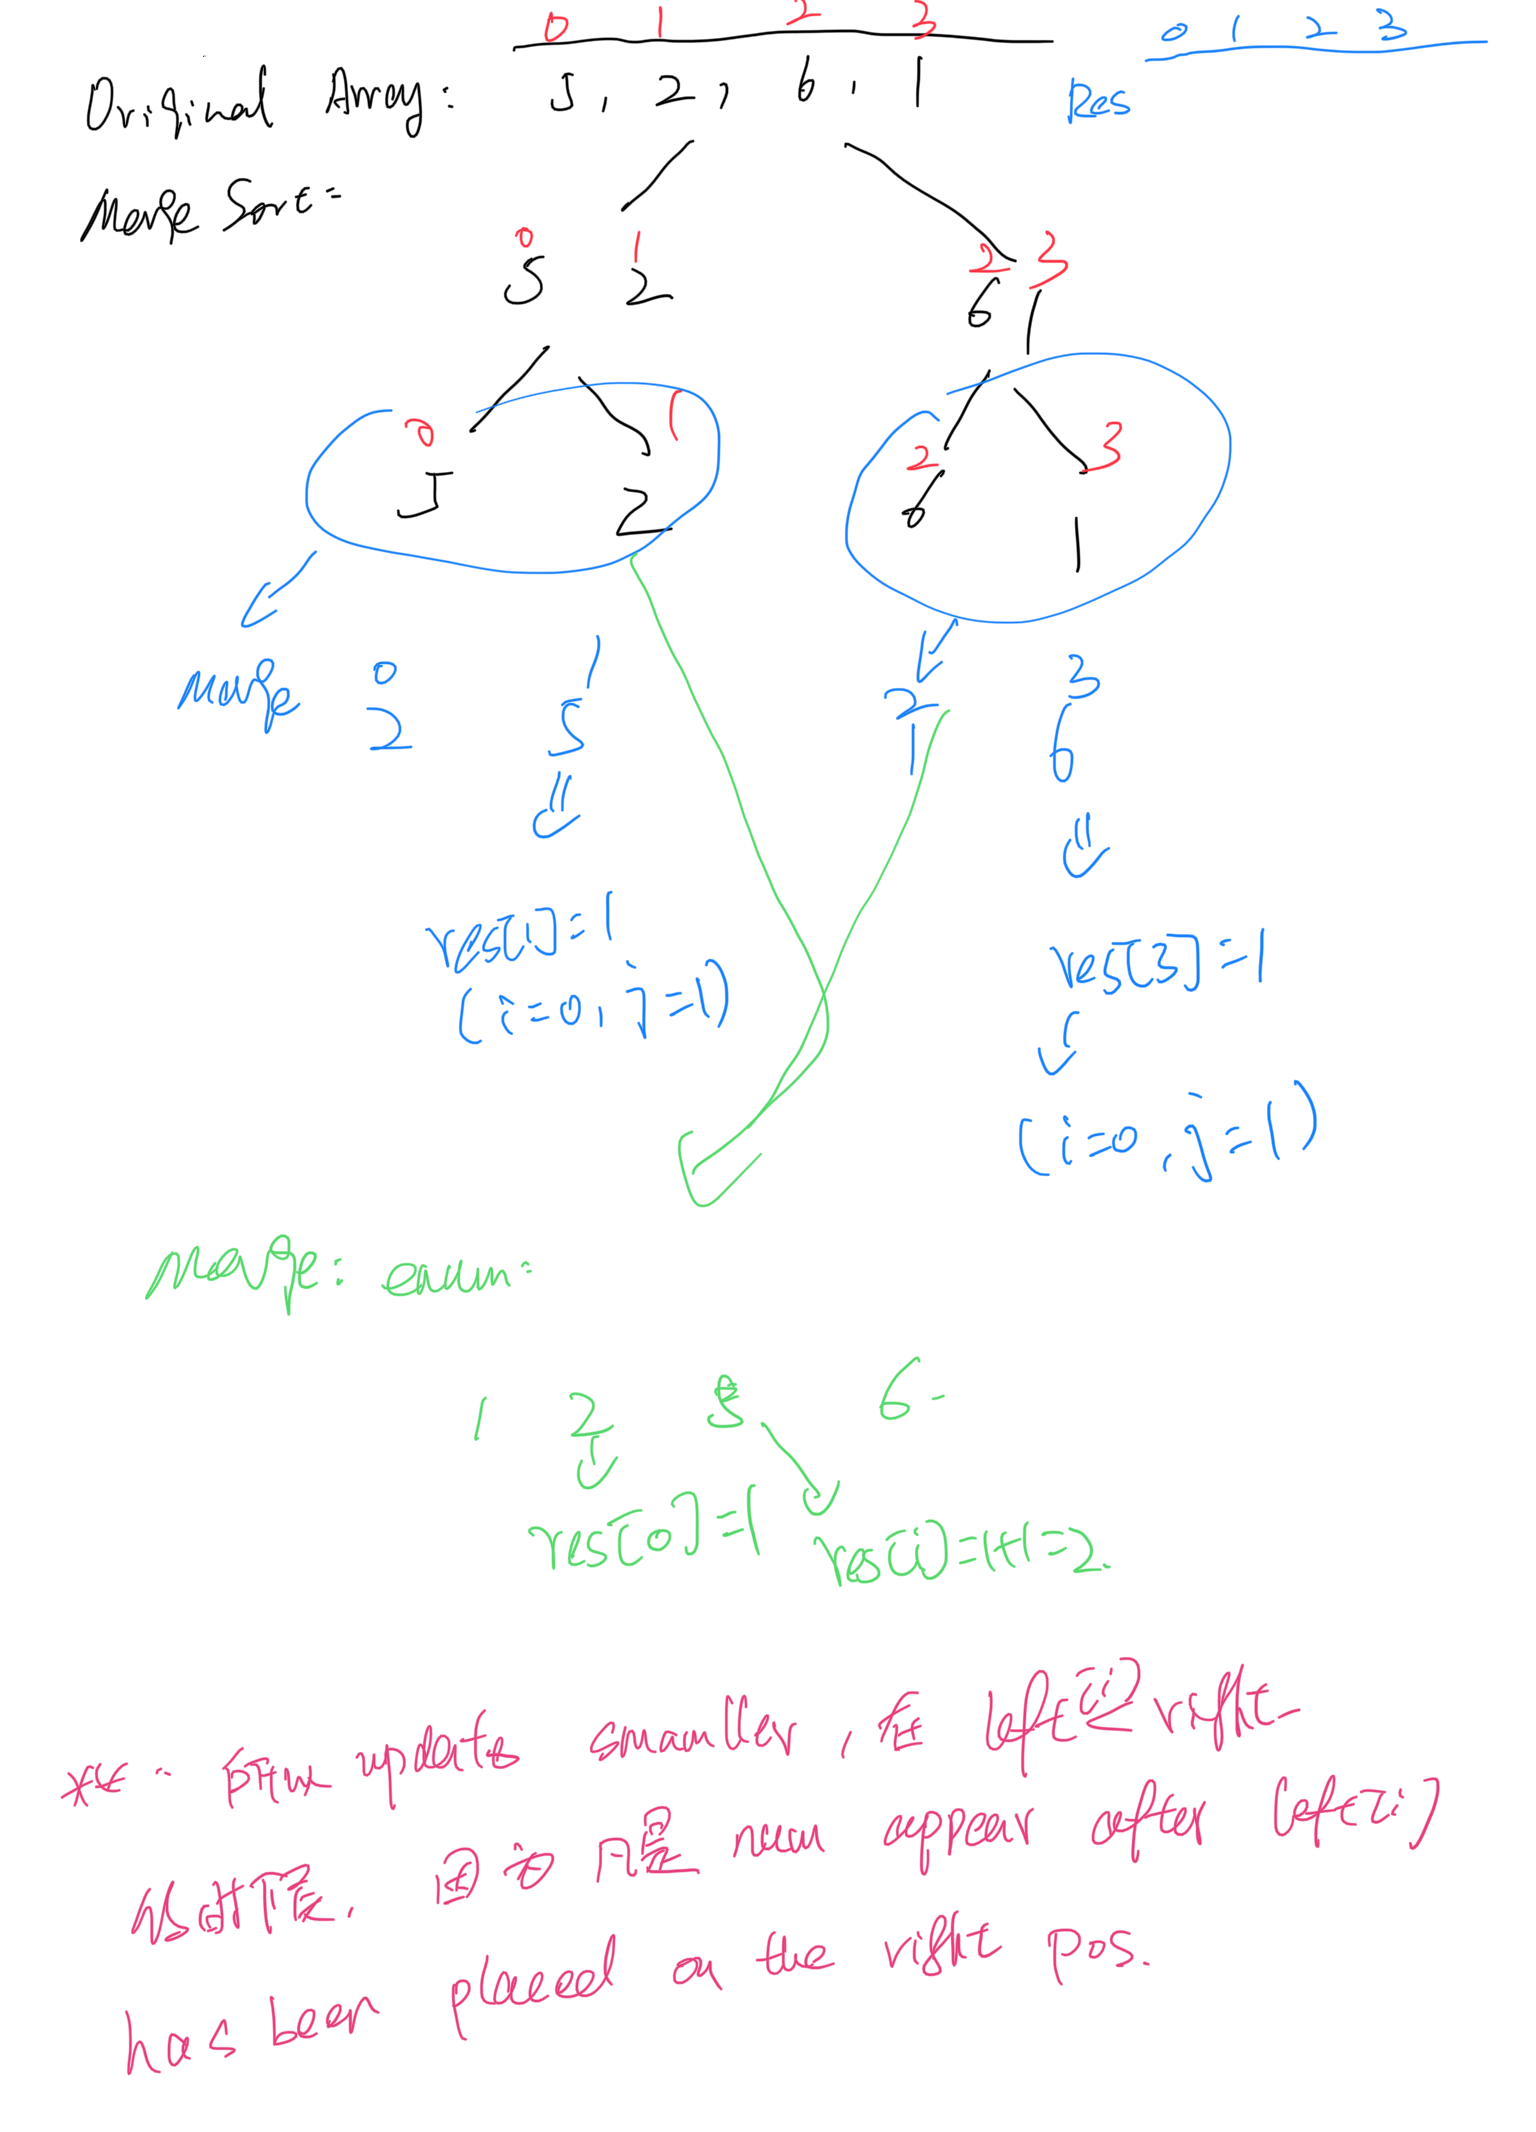 0 1 2 3
0 1 2 3
Original Array: 5, 2, 6, 1
Res
Merge Sort:
0 1
5 2
2 3
6 1
0 1
5 2
2 3
6 1
Merge
0 1
2 5
2 3
1 6
res[1]=1
(i=0, j=1)
res[3]=1
(i=0, j=1)
Merge: enum:
1 2 5 6
res[0]=1
res[i]=1+1=2.
**: update smaller, 在 left[i] right
的时候. 因为只是 num appear after left[i]
has been placed on the right pos.